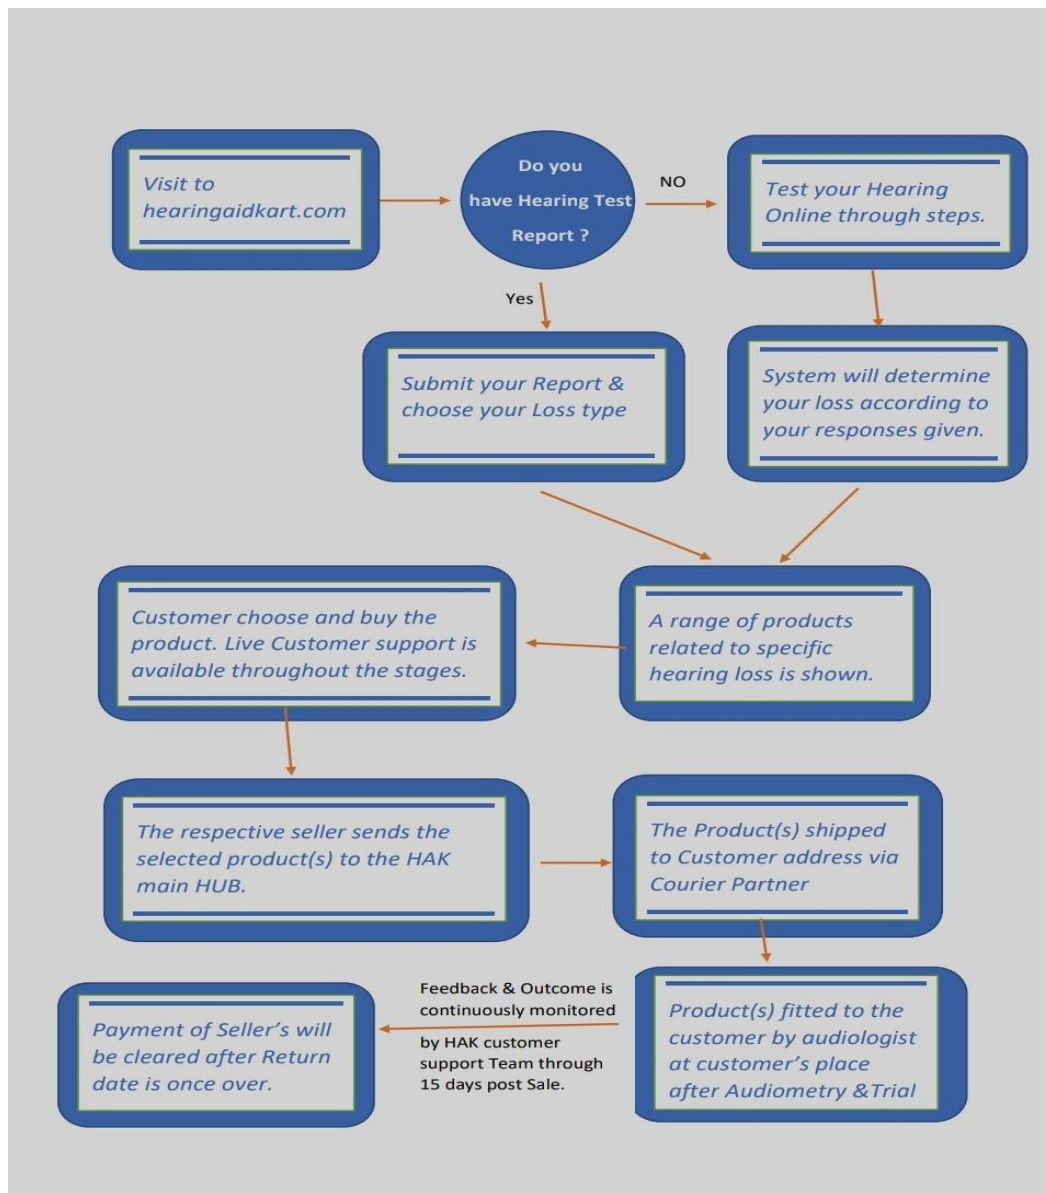 Visit to
hearingaidkart.com
Do you
have Hearing Test
Report ?
NO
Test your Hearing
Online through steps.
Yes
Submit your Report &
choose your Loss type
System will determine
your loss according to
your responses given.
A range of products
related to specific
hearing loss is shown.
Customer choose and buy the
product. Live Customer support is
available throughout the stages.
The respective seller sends the
selected product(s) to the HAK
main HUB.
The Product(s) shipped
to Customer address via
Courier Partner
Product(s) fitted to the
customer by audiologist
at customer’s place
after Audiometry &Trial
Feedback & Outcome is
continuously monitored
by HAK customer
support Team through
15 days post Sale.
Payment of Seller’s will
be cleared after Return
date is once over.